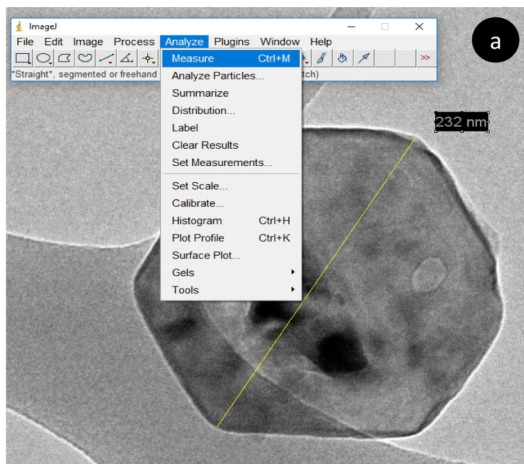 ImageJ
File Edit Image Process Analyze Plugins Window Help
>>
"Straight", segmented or freehand
tch)
Measure Ctrl+M
Analyze Particles...
Summarize
Distribution...
Label
Clear Results
Set Measurements...
Set Scale...
Calibrate...
Histogram Ctrl+H
Plot Profile Ctrl+K
Surface Plot...
Gels
Tools
a
232 nm